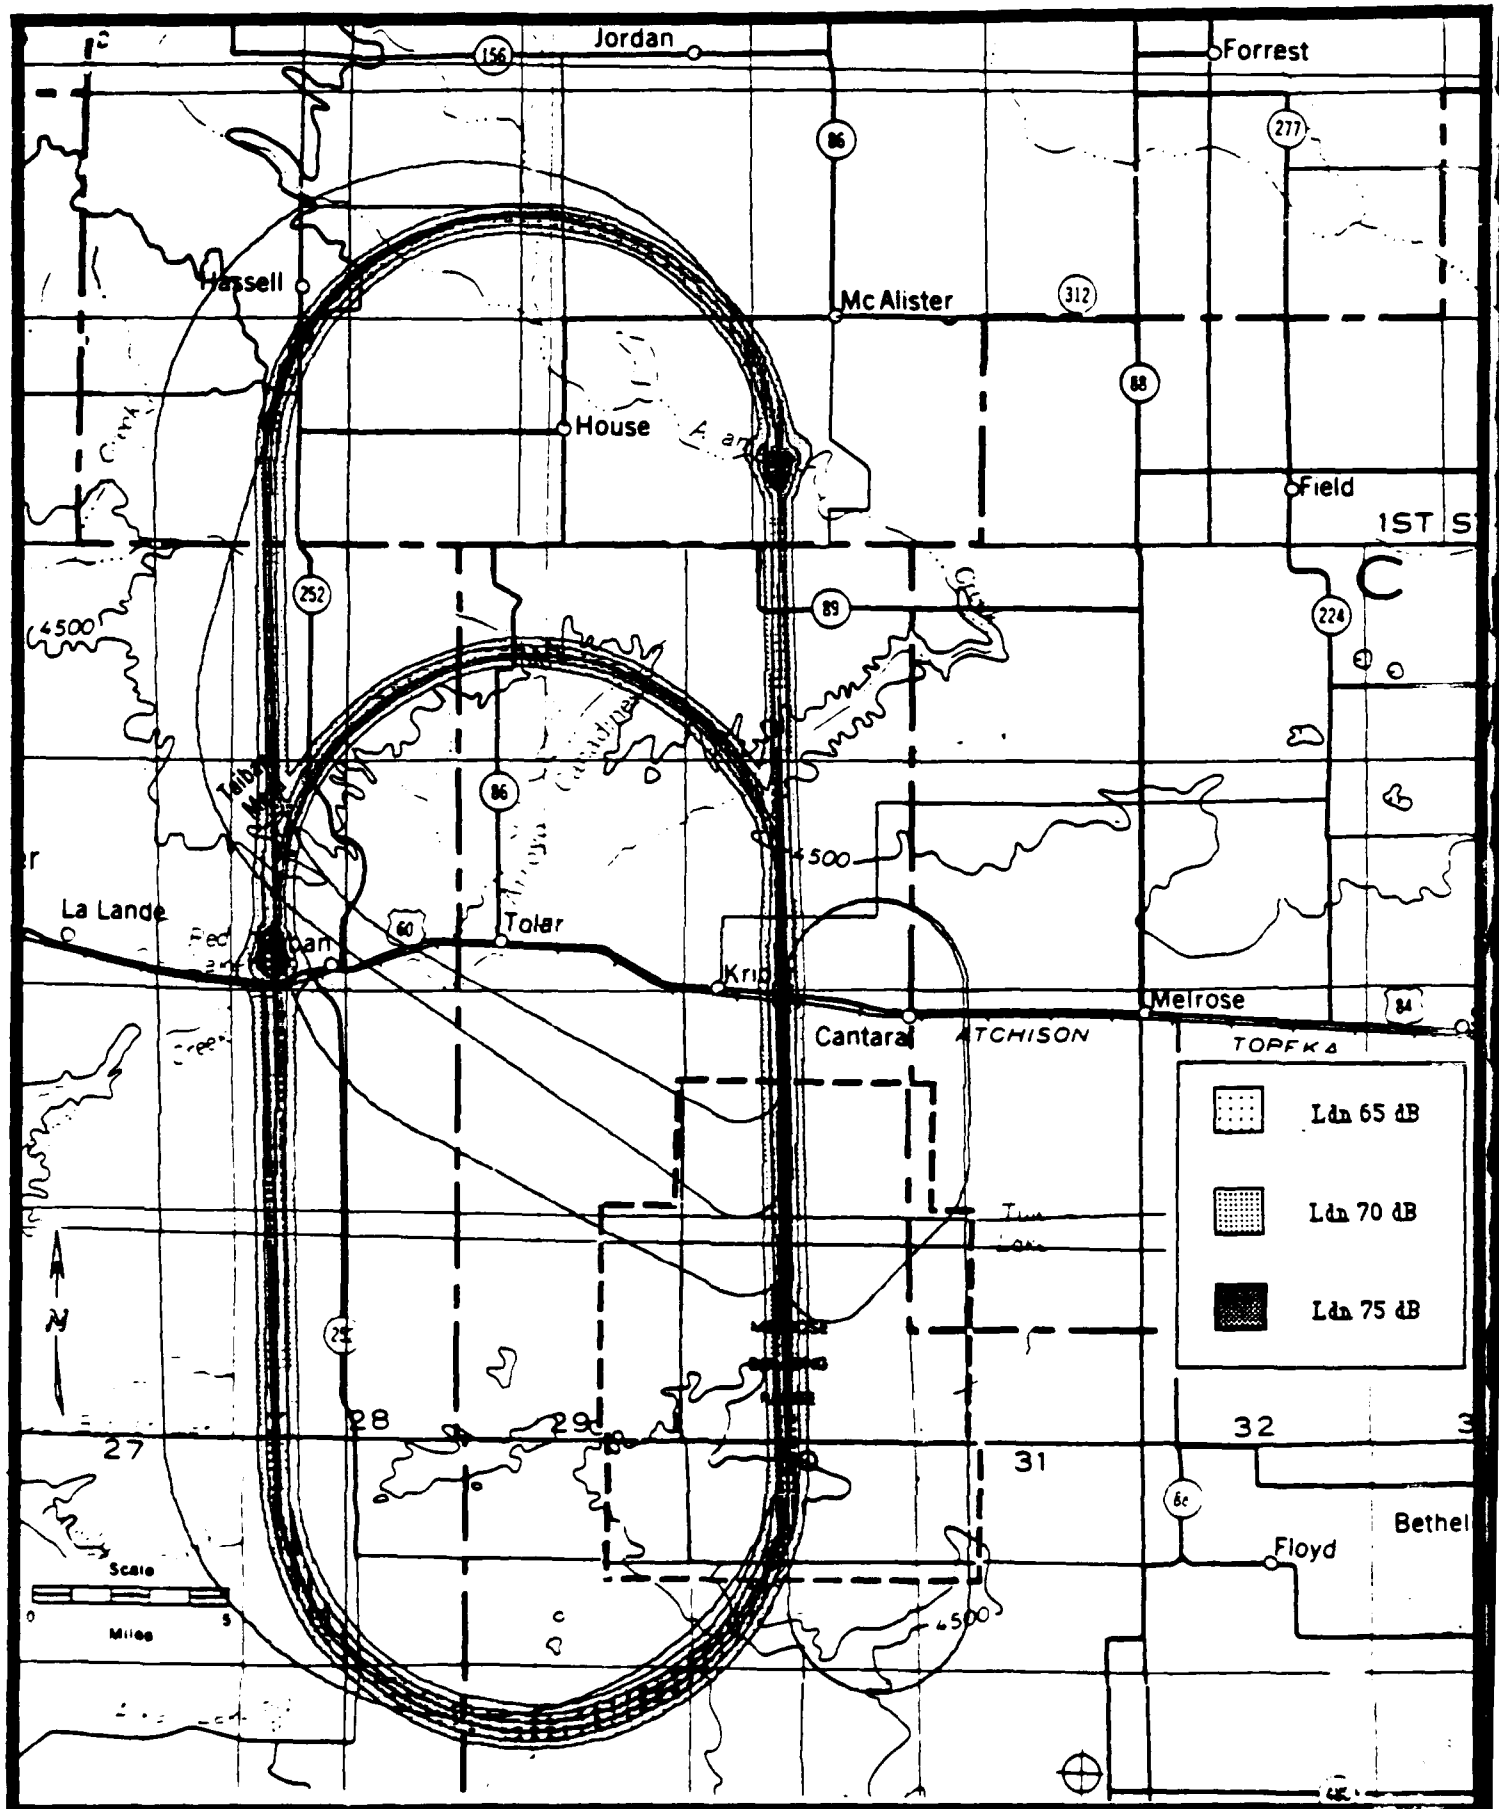 Jordan
156
Forrest
86
277
Hassell
McAlister
312
88
House
Field
1ST S
252
89
224
4500
86
4500
La Lande
60
Tolar
Melrose
84
Cantara
ATCHISON
TOPEKA
Creek
Ldn 65 dB
Ldn 70 dB
Ldn 75 dB
N
28
29
27
31
32
3
Bethel
Floyd
Scale
0
5
Miles
4500